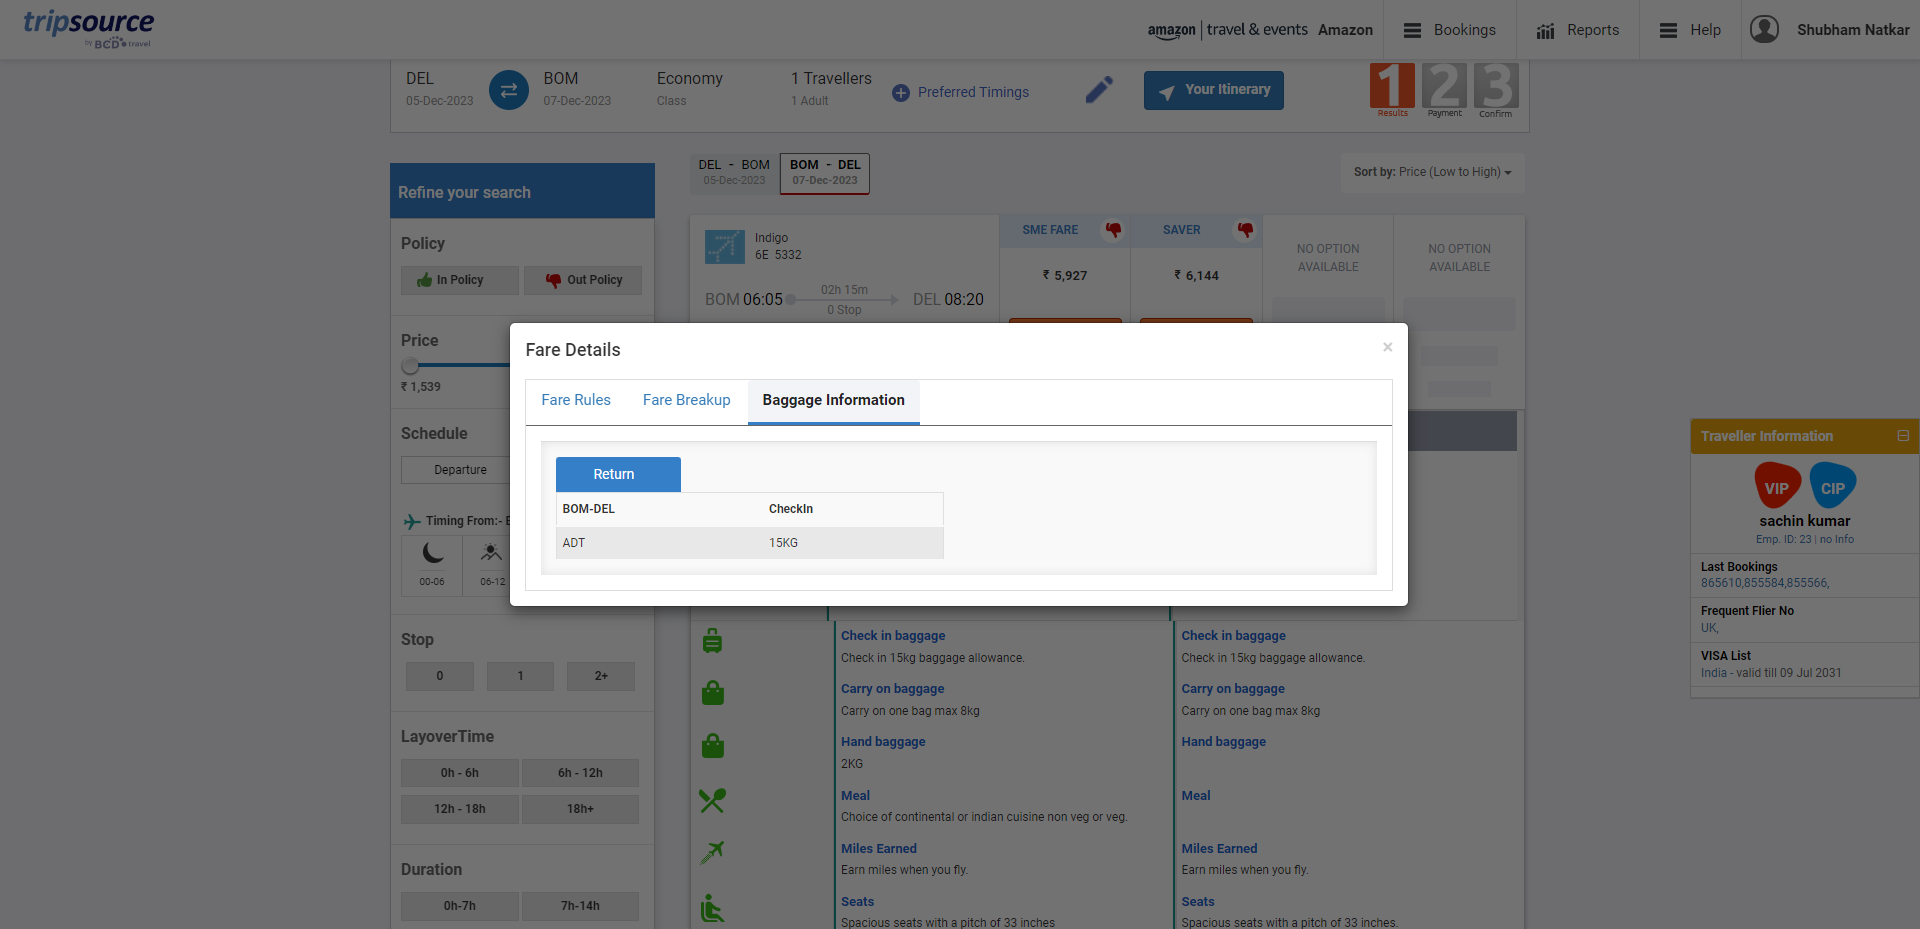 tripsource
by BCD travel
amazon | travel & events Amazon
Bookings
Reports
Help
Shubham Natkar
DEL
05-Dec-2023
BOM
07-Dec-2023
Economy
Class
1 Travellers
1 Adult
Preferred Timings
Your Itinerary
1 2 3
Results Payment Confirm
Refine your search
Policy
In Policy
Out Policy
Price
₹ 1,539
Schedule
Departure
Timing From:-
00-06
06-12
Stop
0
1
2+
LayoverTime
0h - 6h
6h - 12h
12h - 18h
18h+
Duration
0h-7h
7h-14h
DEL - BOM
05-Dec-2023
BOM - DEL
07-Dec-2023
Sort by: Price (Low to High)
Indigo
6E 5332
BOM 06:05
02h 15m
0 Stop
DEL 08:20
SME FARE
₹ 5,927
SAVER
₹ 6,144
NO OPTION
AVAILABLE
NO OPTION
AVAILABLE
Fare Details
×
Fare Rules
Fare Breakup
Baggage Information
Return
BOM-DEL CheckIn
ADT 15KG
Check in baggage
Check in 15kg baggage allowance.
Carry on baggage
Carry on one bag max 8kg
Hand baggage
2KG
Meal
Choice of continental or indian cuisine non veg or veg.
Miles Earned
Earn miles when you fly.
Seats
Spacious seats with a pitch of 33 inches
Check in baggage
Check in 15kg baggage allowance.
Carry on baggage
Carry on one bag max 8kg
Hand baggage
Meal
Miles Earned
Earn miles when you fly.
Seats
Spacious seats with a pitch of 33 inches.
Traveller Information
VIP
CIP
sachin kumar
Emp. ID: 23 | no Info
Last Bookings
865610,855584,855566,
Frequent Flier No
UK,
VISA List
India - valid till 09 Jul 2031